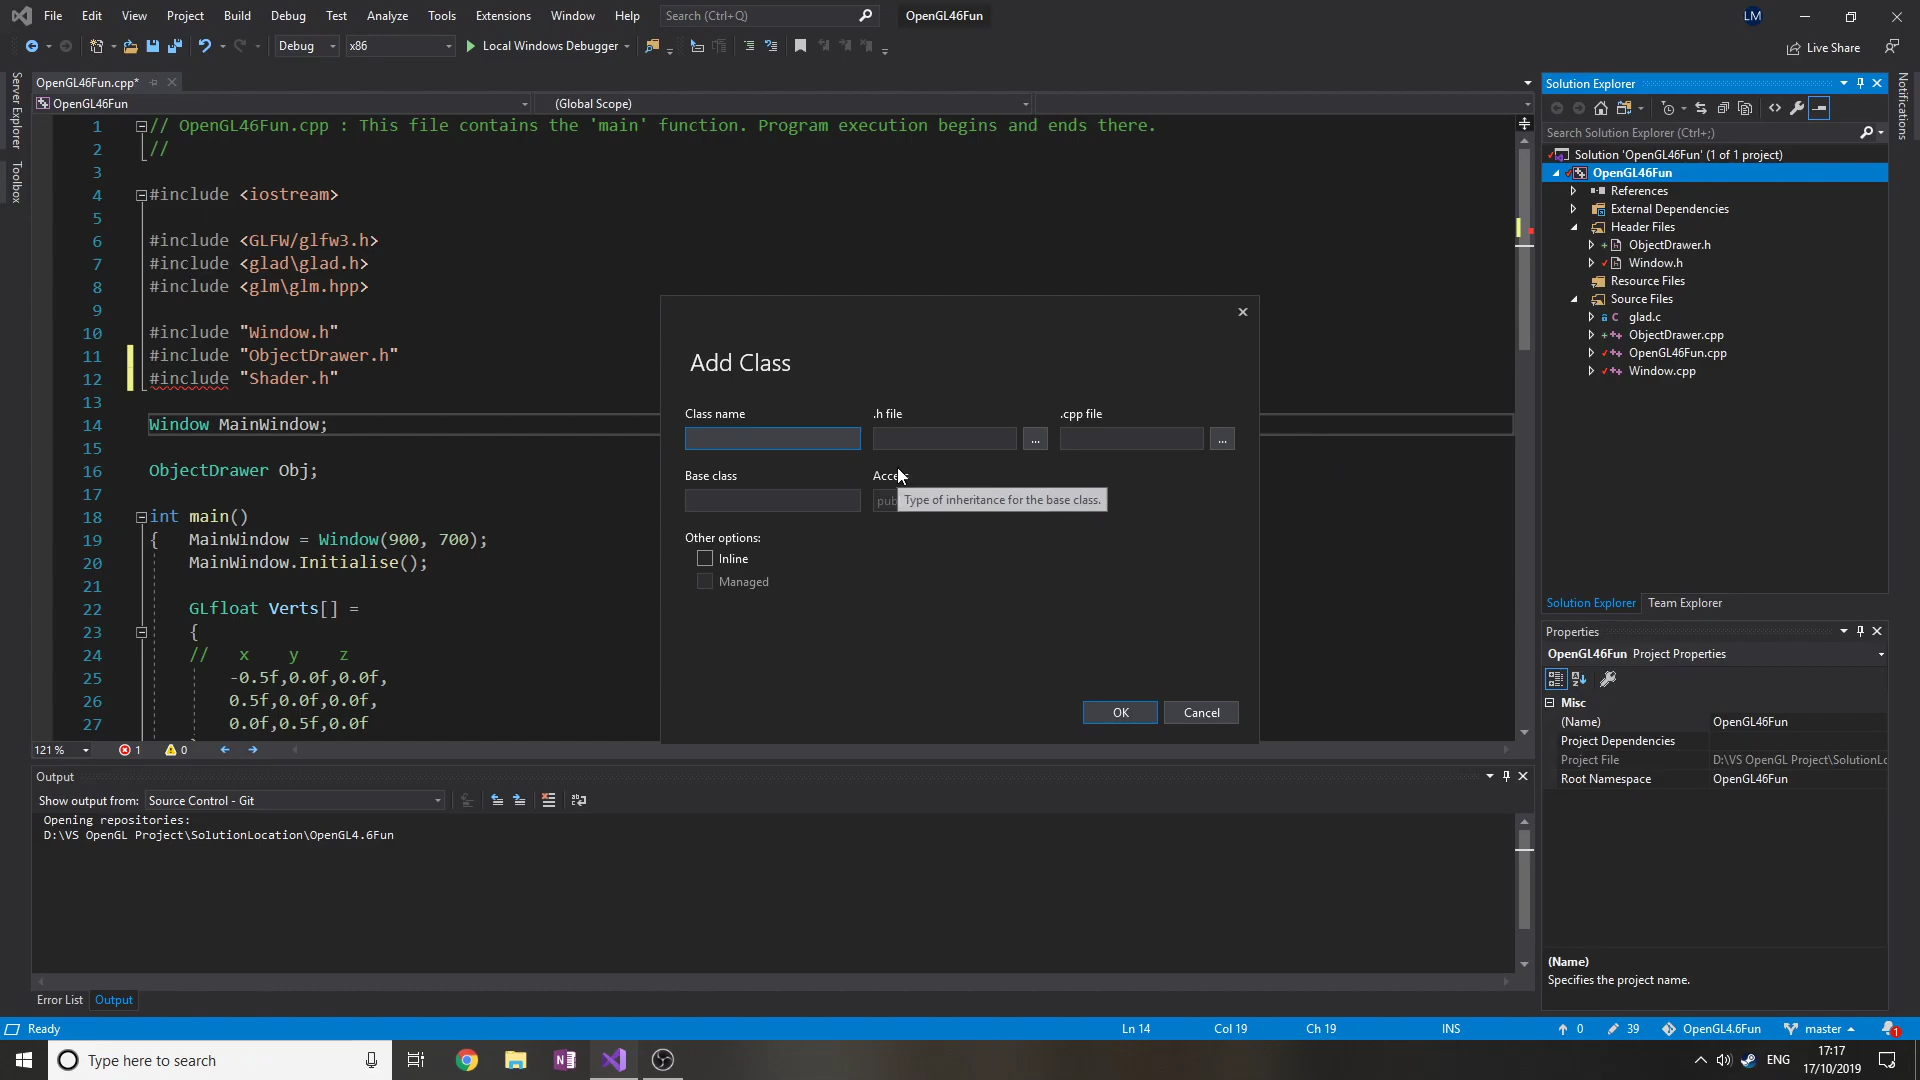 File Edit View Project Build Debug Test Analyze Tools Extensions Window Help Search (Ctrl+Q) OpenGL46Fun LM
Debug x86 Local Windows Debugger Live Share
Server Explorer
Toolbox
Notifications
OpenGL46Fun.cpp*
OpenGL46Fun (Global Scope)
1 // OpenGL46Fun.cpp : This file contains the 'main' function. Program execution begins and ends there.
2 //
3
4 #include <iostream>
5
6 #include <GLFW/glfw3.h>
7 #include <glad\glad.h>
8 #include <glm\glm.hpp>
9
10 #include "Window.h"
11 #include "ObjectDrawer.h"
12 #include "Shader.h"
13
14 Window MainWindow;
15
16 ObjectDrawer Obj;
17
18 int main()
19 { MainWindow = Window(900, 700);
20 MainWindow.Initialise();
21
22 GLfloat Verts[] =
23 {
24 // x y z
25 -0.5f,0.0f,0.0f,
26 0.5f,0.0f,0.0f,
27 0.0f,0.5f,0.0f
121 % 1 0
Add Class
Class name .h file .cpp file
... ...
Base class Access
pub
Type of inheritance for the base class.
Other options:
Inline
Managed
OK Cancel
Output
Show output from: Source Control - Git
Opening repositories:
D:\VS OpenGL Project\SolutionLocation\OpenGL4.6Fun
Error List Output
Solution Explorer
Search Solution Explorer (Ctrl+;)
Solution 'OpenGL46Fun' (1 of 1 project)
OpenGL46Fun
References
External Dependencies
Header Files
ObjectDrawer.h
Window.h
Resource Files
Source Files
glad.c
ObjectDrawer.cpp
OpenGL46Fun.cpp
Window.cpp
Solution Explorer Team Explorer
Properties
OpenGL46Fun Project Properties
Misc
(Name) OpenGL46Fun
Project Dependencies
Project File D:\VS OpenGL Project\SolutionLo
Root Namespace OpenGL46Fun
(Name)
Specifies the project name.
Ready Ln 14 Col 19 Ch 19 INS 0 39 OpenGL4.6Fun master 1
Type here to search ENG 17:17
17/10/2019